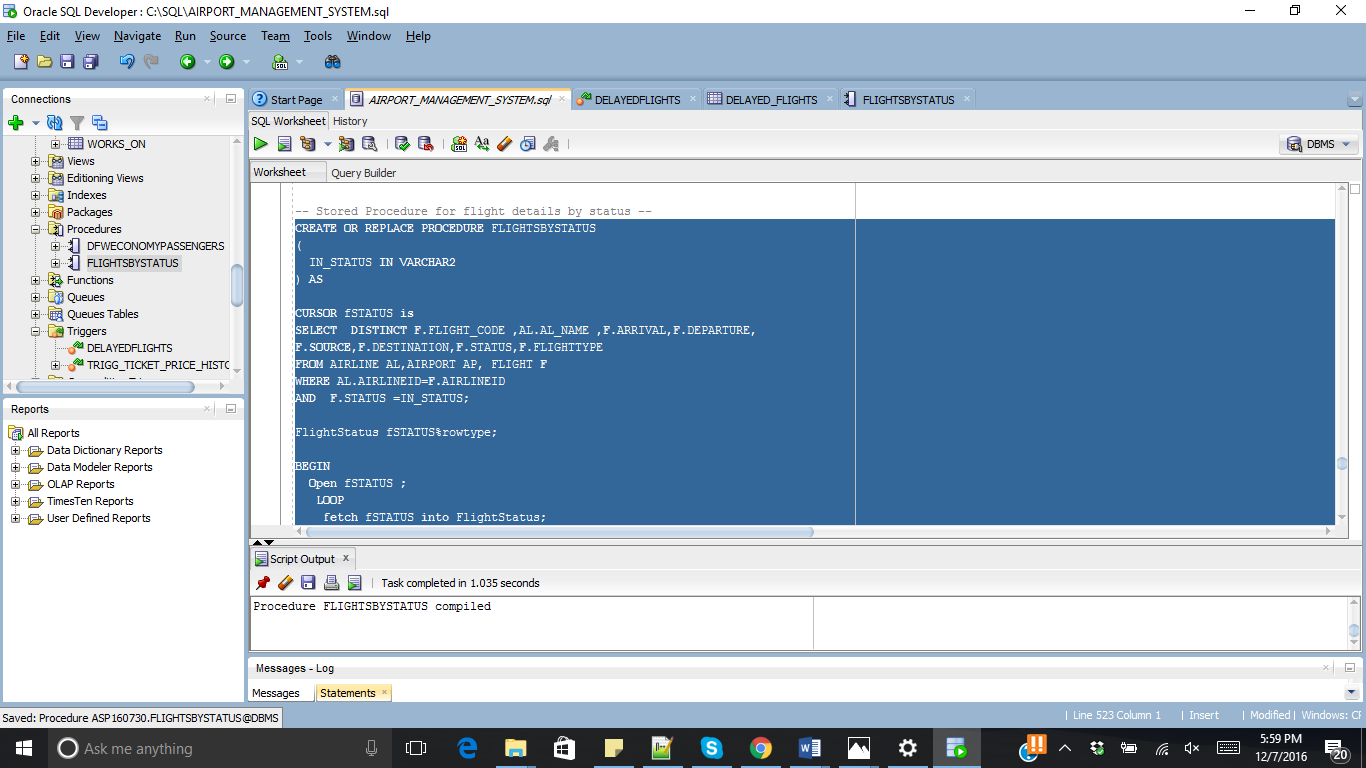 Oracle SQL Developer : C:\SQL\AIRPORT_MANAGEMENT_SYSTEM.sql
File Edit View Navigate Run Source Team Tools Window Help
Connections
WORKS_ON
Views
Editioning Views
Indexes
Packages
Procedures
DFWECONOMYPASSENGERS
FLIGHTSBYSTATUS
Functions
Queues
Queues Tables
Triggers
DELAYEDFLIGHTS
TRIGG_TICKET_PRICE_HISTO
Reports
All Reports
Data Dictionary Reports
Data Modeler Reports
OLAP Reports
TimesTen Reports
User Defined Reports
Start Page AIRPORT_MANAGEMENT_SYSTEM.sql DELAYEDFLIGHTS DELAYED_FLIGHTS FLIGHTSBYSTATUS
SQL Worksheet History
DBMS
Worksheet Query Builder
-- Stored Procedure for flight details by status --
CREATE OR REPLACE PROCEDURE FLIGHTSBYSTATUS
(
IN_STATUS IN VARCHAR2
) AS
CURSOR fSTATUS is
SELECT  DISTINCT F.FLIGHT_CODE ,AL.AL_NAME ,F.ARRIVAL,F.DEPARTURE,
F.SOURCE,F.DESTINATION,F.STATUS,F.FLIGHTTYPE
FROM AIRLINE AL,AIRPORT AP, FLIGHT F
WHERE AL.AIRLINEID=F.AIRLINEID
AND  F.STATUS =IN_STATUS;
FlightStatus fSTATUS%rowtype;
BEGIN
Open fSTATUS ;
LOOP
fetch fSTATUS into FlightStatus;
Script Output
Task completed in 1.035 seconds
Procedure FLIGHTSBYSTATUS compiled
Messages - Log
Messages Statements
Saved: Procedure ASP160730.FLIGHTSBYSTATUS@DBMS
Line 523 Column 1 | Insert | Modified | Windows: CR
Ask me anything
5:59 PM
12/7/2016
20